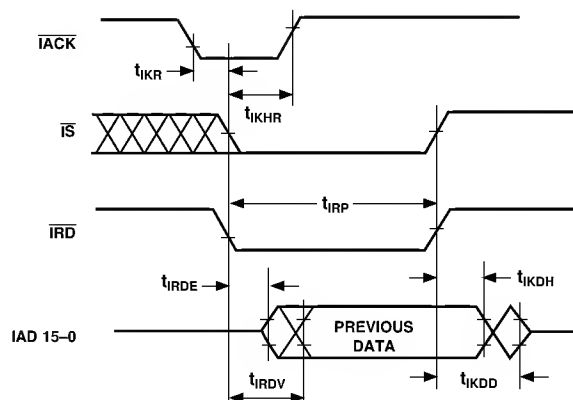 IACK
tIKR
tIKHR
IS
tIRP
IRD
tIRDE
tIKDH
IAD 15–0
PREVIOUS
DATA
tIKDD
tIRDV